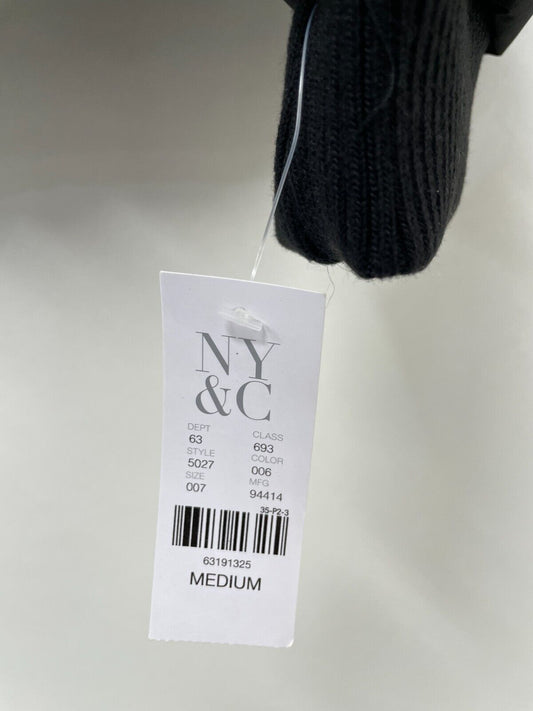 NY
&C
DEPT CLASS
63 693
STYLE COLOR
5027 006
SIZE MFG
007 94414
35-P2-3
63191325
MEDIUM